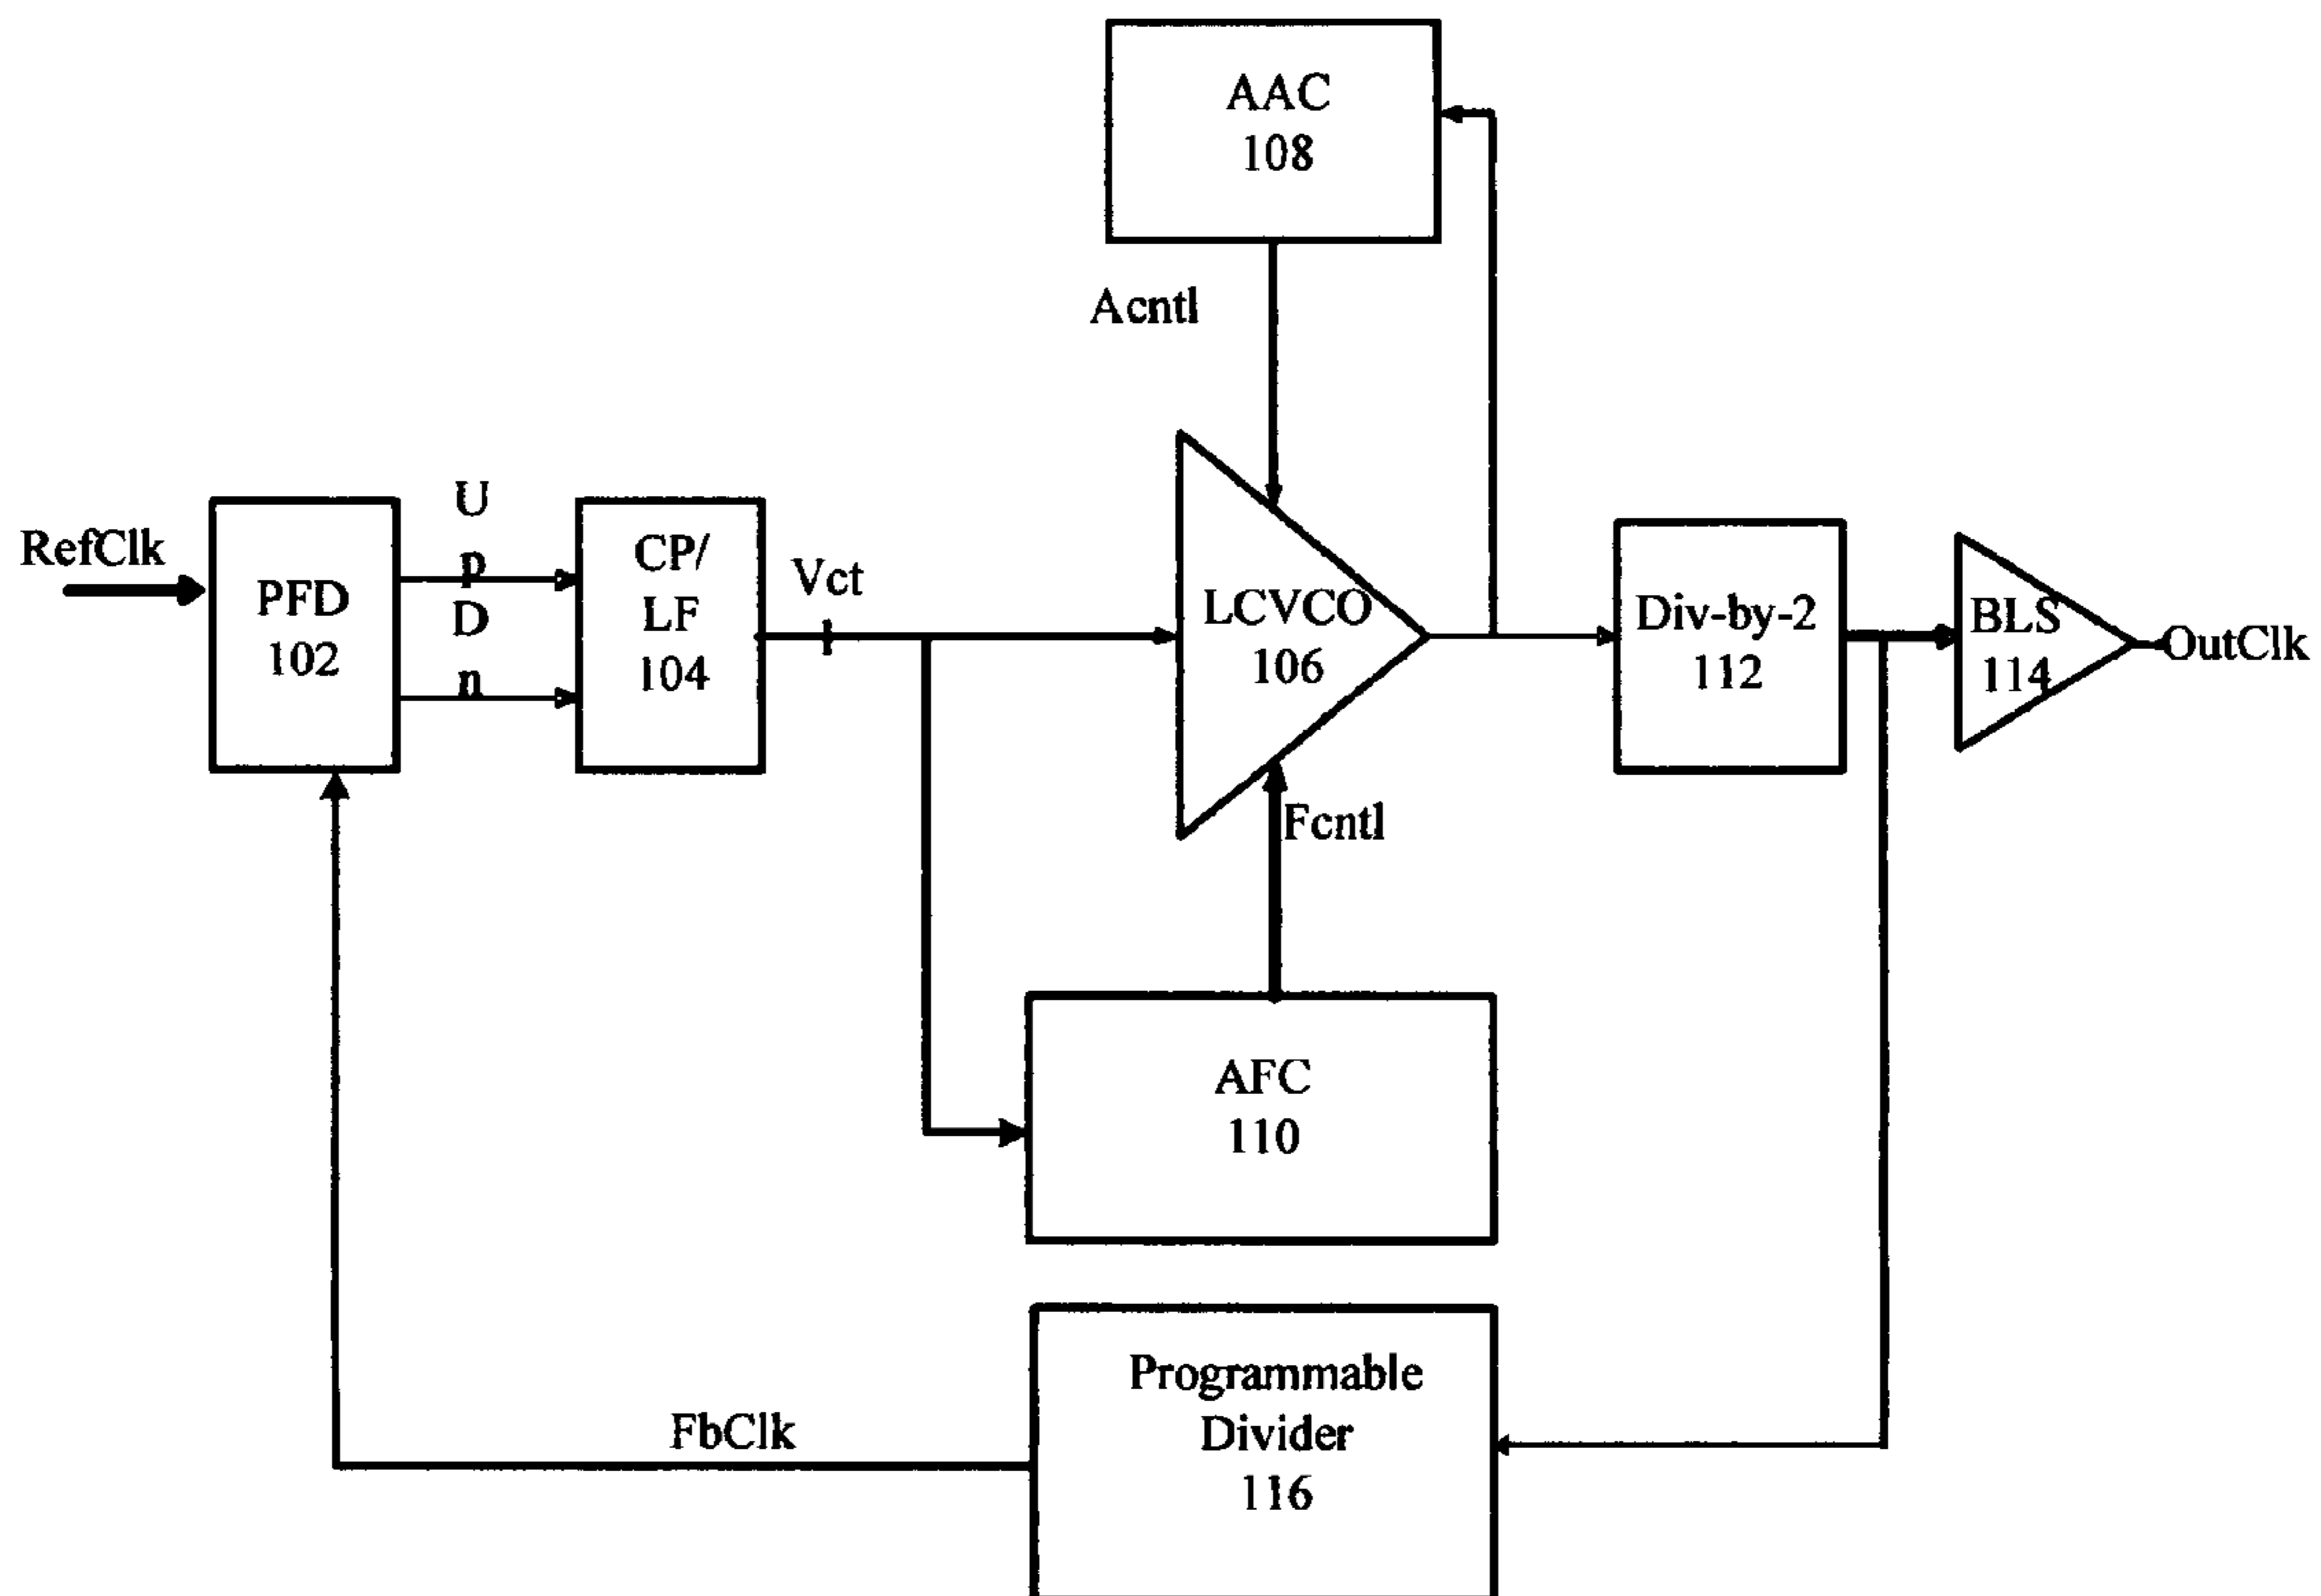 AAC
108
Acntl
RefClk
PFD
102
U
p
D
n
CP/
LF
104
Vct
LCVCO
106
Div-by-2
112
BLS
114
OutClk
Fcntl
AFC
110
Programmable
Divider
116
FbClk